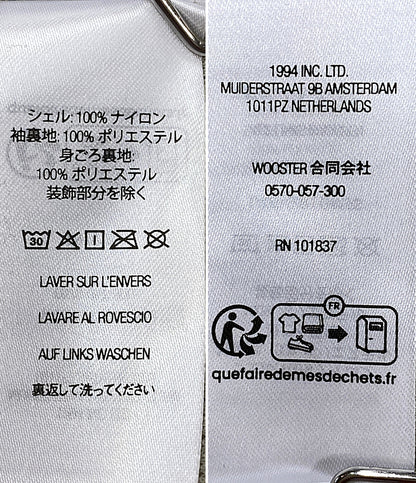 シェル: 100% ナイロン
袖裏地: 100% ポリエステル
身ごろ裏地:
100% ポリエステル
装飾部分を除く
30
LAVER SUR L'ENVERS
LAVARE AL ROVESCIO
AUF LINKS WASCHEN
裏返して洗ってください
1994 INC. LTD.
MUIDERSTRAAT 9B AMSTERDAM
1011PZ NETHERLANDS
WOOSTER 合同会社
0570-057-300
RN 101837
FR
quefairedemesdechets.fr